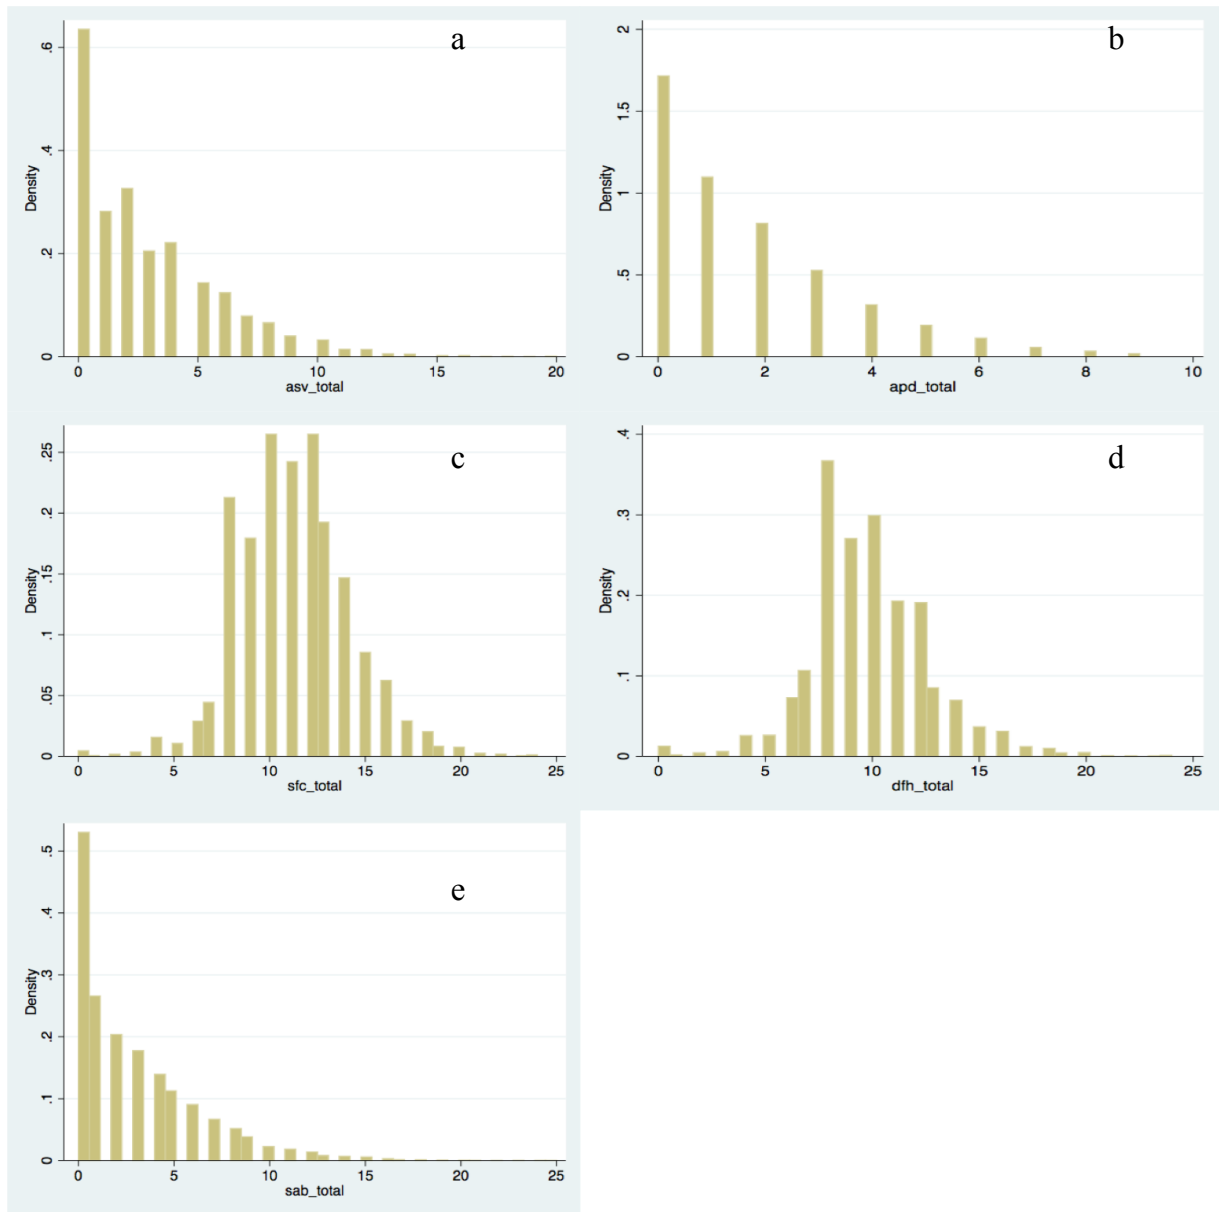 a
Density
0 .2 .4 .6
0 5 10 15 20
asv_total
b
Density
0 .5 1 1.5 2
0 2 4 6 8 10
apd_total
c
Density
0 .05 .1 .15 .2 .25
0 5 10 15 20 25
sfc_total
d
Density
0 .1 .2 .3 .4
0 5 10 15 20 25
dfh_total
e
Density
0 .1 .2 .3 .4 .5
0 5 10 15 20 25
sab_total